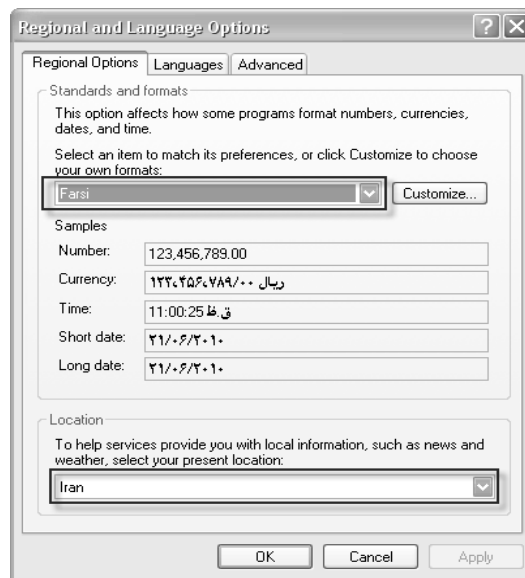 Regional and Language Options
Regional Options
Languages
Advanced
Standards and formats
This option affects how some programs format numbers, currencies,
dates, and time.
Select an item to match its preferences, or click Customize to choose
your own formats:
Farsi
Customize...
Samples
Number:
123,456,789.00
Currency:
ریال ۱۲۳،۴۵۶،۷۸۹/۰۰
Time:
11:00:25 ق.ظ
Short date:
۲۱/۰۶/۲۰۱۰
Long date:
۲۱/۰۶/۲۰۱۰
Location
To help services provide you with local information, such as news and
weather, select your present location:
Iran
OK
Cancel
Apply